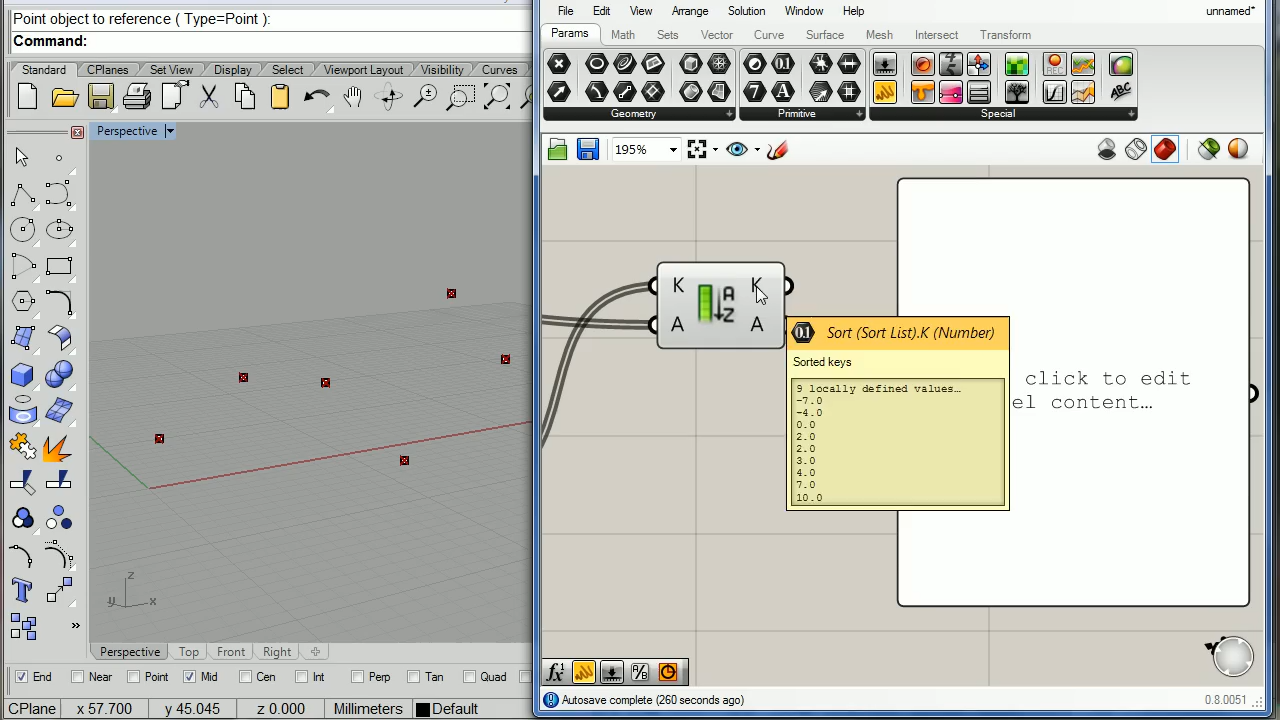 Point object to reference ( Type=Point ):
Command:
Standard CPlanes Set View Display Select Viewport Layout Visibility Curves
Perspective
z
y x
Perspective Top Front Right
End Near Point Mid Cen Int Perp Tan Quad
CPlane x 57.700 y 45.045 z 0.000 Millimeters Default
File Edit View Arrange Solution Window Help unnamed*
Params Math Sets Vector Curve Surface Mesh Intersect Transform
Geometry Primitive Special
195%
K K
A A
A
Z
0.1 Sort (Sort List).K (Number)
Sorted keys
9 locally defined values…
-7.0
-4.0
0.0
2.0
2.0
3.0
4.0
7.0
10.0
click to edit
el content…
Autosave complete (260 seconds ago) 0.8.0051